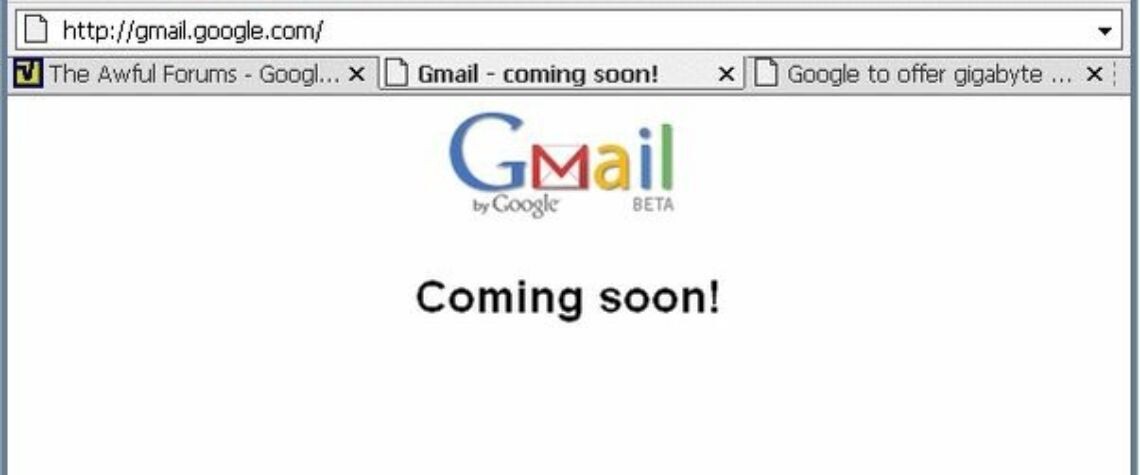 http://gmail.google.com/
The Awful Forums - Googl... Gmail - coming soon! Google to offer gigabyte ...
Gmail
by Google BETA
Coming soon!